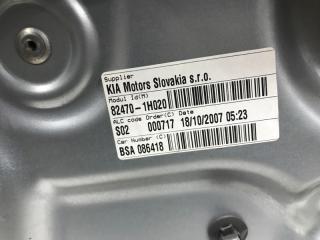 Supplier
KIA Motors Slovakia s.r.o.
Modul Id(M)
82470-1H020
ALC code Order(C) Date
S02 000717 18/10/2007 05:23
Car Number (C)
BSA 086418